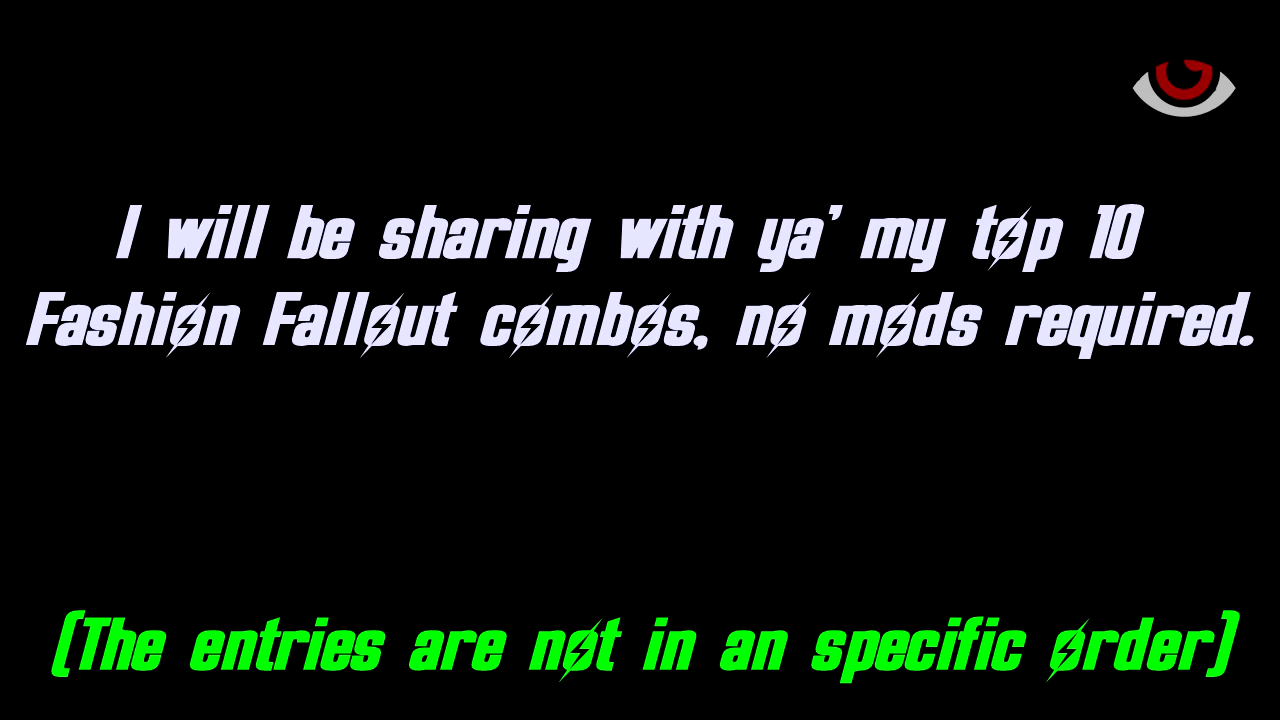 I will be sharing with ya' my top 10
Fashion Fallout combos, no mods required.
(The entries are not in an specific order)